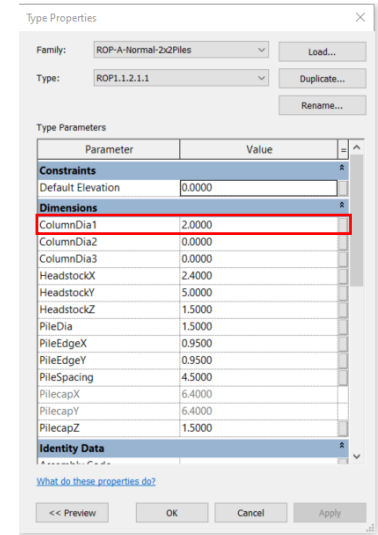 Type Properties
Family: ROP-A-Normal-2x2Piles Load...
Type: ROP1.1.2.1.1 Duplicate...
Rename...
Type Parameters
Parameter Value =
Constraints
Default Elevation 0.0000
Dimensions
ColumnDia1 2.0000
ColumnDia2 0.0000
ColumnDia3 0.0000
HeadstockX 2.4000
HeadstockY 5.0000
HeadstockZ 1.5000
PileDia 1.5000
PileEdgeX 0.9500
PileEdgeY 0.9500
PileSpacing 4.5000
PilecapX 6.4000
PilecapY 6.4000
PilecapZ 1.5000
Identity Data
What do these properties do?
<< Preview OK Cancel Apply